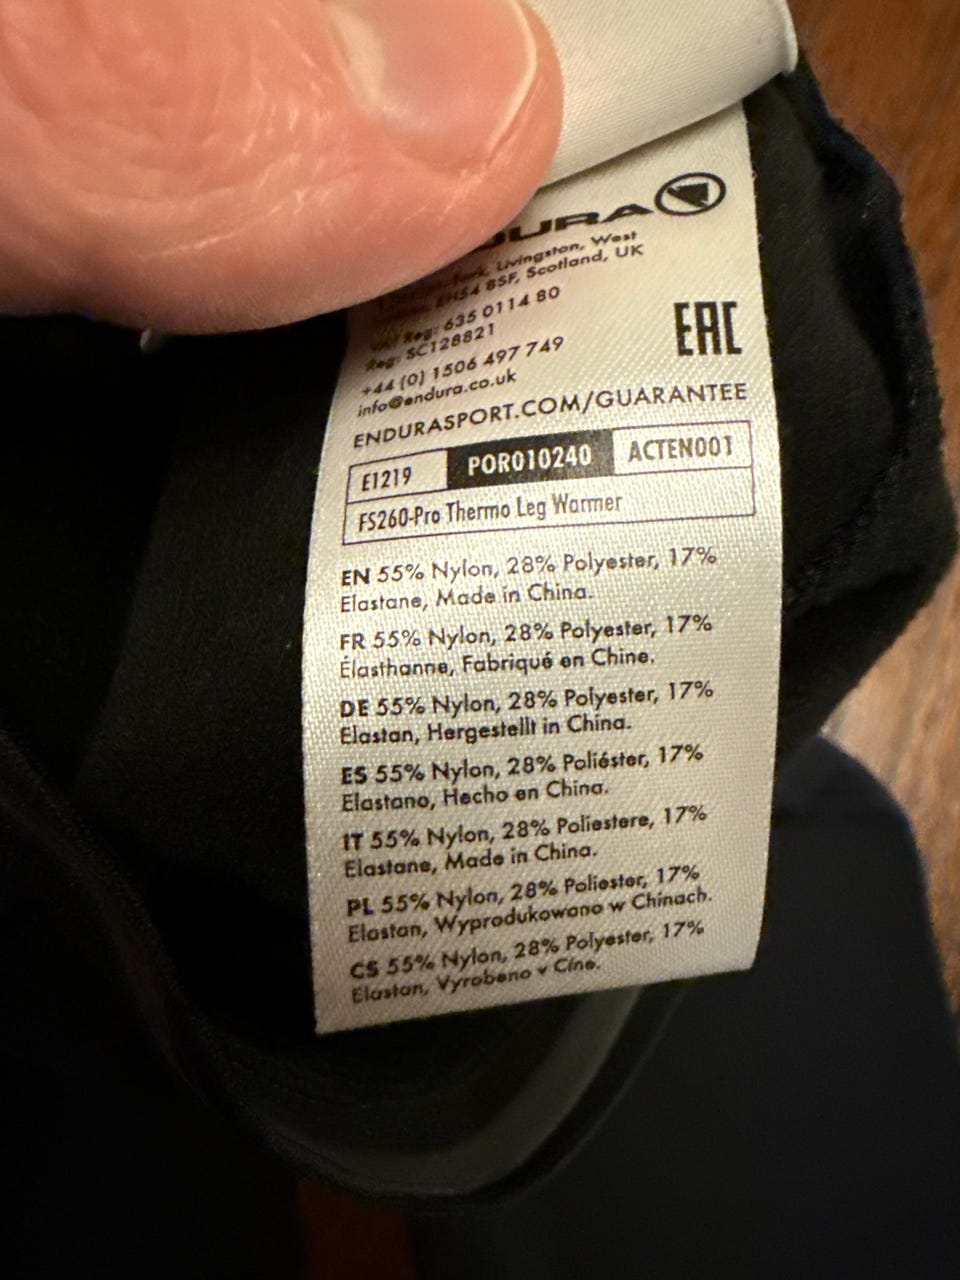 Livingston, West
EH54 8SF, Scotland, UK
Reg: 635 0114 80
Reg: SC128821
+44 (0) 1506 497 749
info@endura.co.uk
EAC
ENDURASPORT.COM/GUARANTEE
E1219 POR010240 ACTEN001
FS260-Pro Thermo Leg Warmer
EN 55% Nylon, 28% Polyester, 17%
Elastane, Made in China.
FR 55% Nylon, 28% Polyester, 17%
Élasthanne, Fabriqué en Chine.
DE 55% Nylon, 28% Polyester, 17%
Elastan, Hergestellt in China.
ES 55% Nylon, 28% Poliéster, 17%
Elastano, Hecho en China.
IT 55% Nylon, 28% Poliestere, 17%
Elastane, Made in China.
PL 55% Nylon, 28% Poliester, 17%
Elastan, Wyprodukowano w Chinach.
CS 55% Nylon, 28% Polyester, 17%
Elastan, Vyrobeno v Cíne.